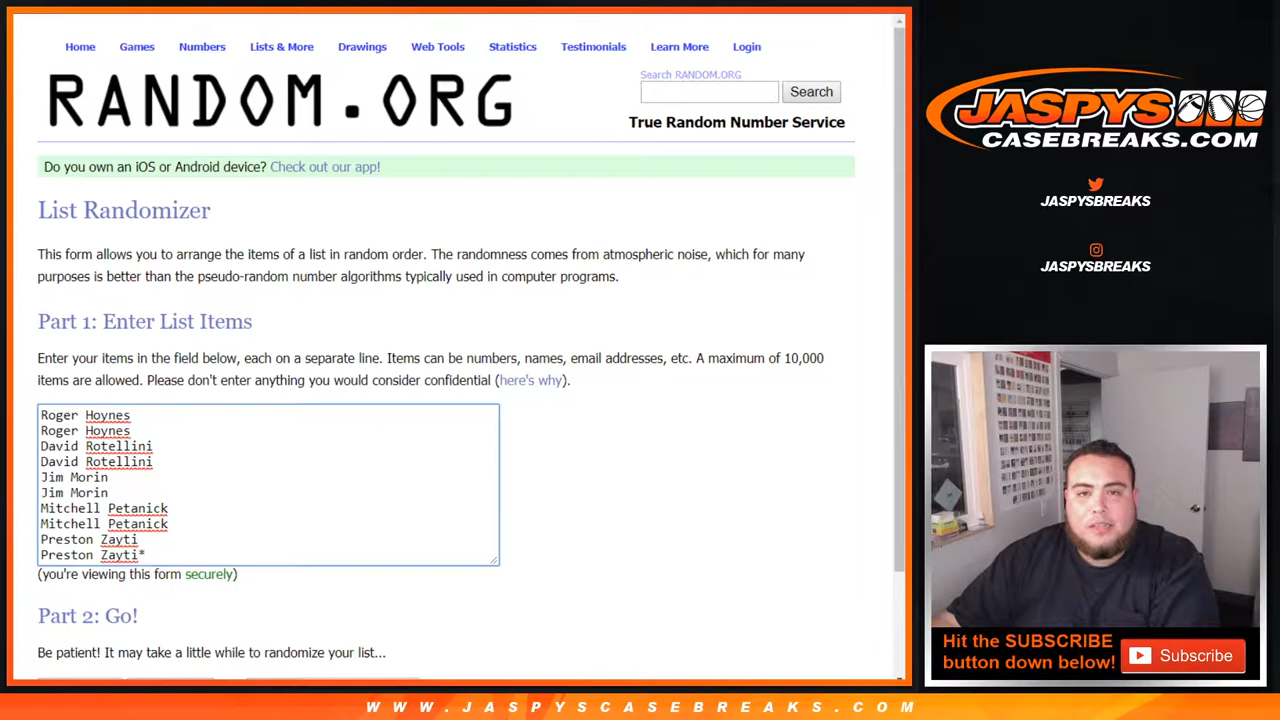 Home Games Numbers Lists & More Drawings Web Tools Statistics Testimonials Learn More Login
RANDOM.ORG
Search RANDOM.ORG
Search
True Random Number Service
Do you own an iOS or Android device? Check out our app!
List Randomizer
This form allows you to arrange the items of a list in random order. The randomness comes from atmospheric noise, which for many
purposes is better than the pseudo-random number algorithms typically used in computer programs.
Part 1: Enter List Items
Enter your items in the field below, each on a separate line. Items can be numbers, names, email addresses, etc. A maximum of 10,000
items are allowed. Please don't enter anything you would consider confidential (here's why).
Roger Hoynes
Roger Hoynes
David Rotellini
David Rotellini
Jim Morin
Jim Morin
Mitchell Petanick
Mitchell Petanick
Preston Zayti
Preston Zayti*
(you're viewing this form securely)
Part 2: Go!
Be patient! It may take a little while to randomize your list...
JASPYS
CASEBREAKS.COM
JASPYSBREAKS
JASPYSBREAKS
Hit the SUBSCRIBE
button down below!
Subscribe
WWW.JASPYSCASEBREAKS.COM